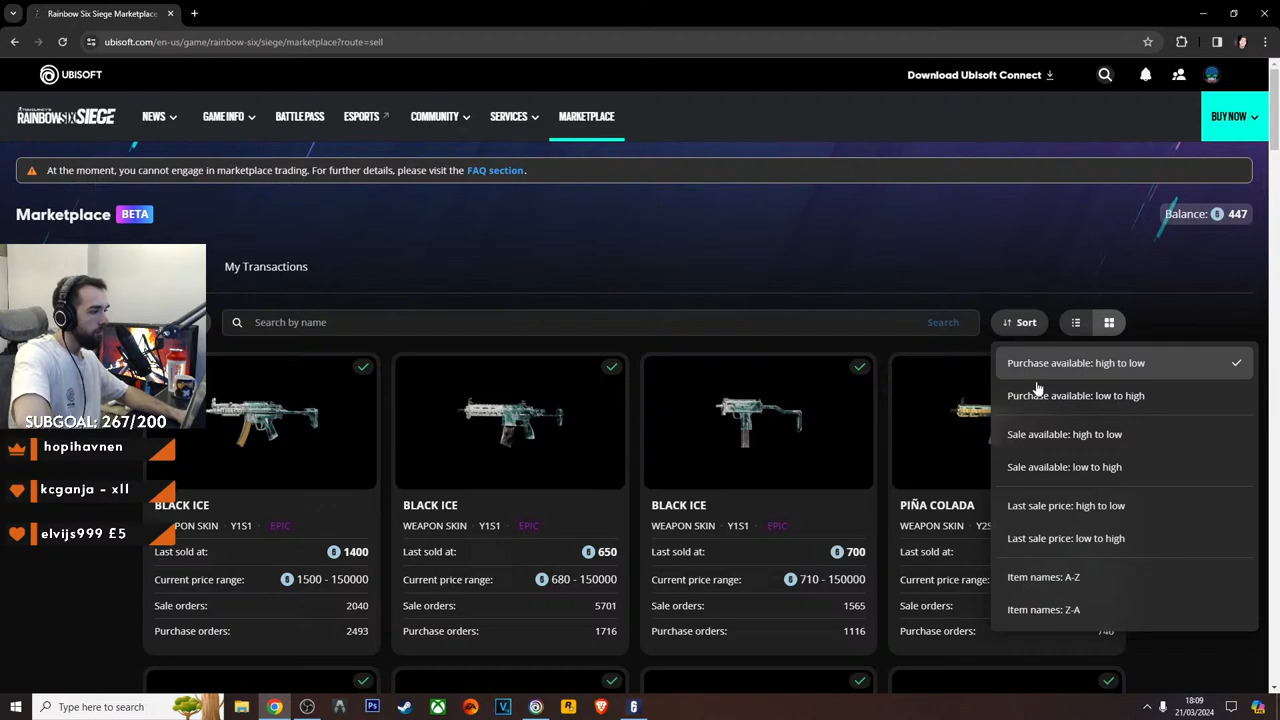 Rainbow Six Siege Marketplace
ubisoft.com/en-us/game/rainbow-six/siege/marketplace?route=sell
UBISOFT
Download Ubisoft Connect
TOM CLANCY'S
RAINBOWSIX SIEGE
NEWS
GAME INFO
BATTLE PASS
ESPORTS
COMMUNITY
SERVICES
MARKETPLACE
BUY NOW
At the moment, you cannot engage in marketplace trading. For further details, please visit the FAQ section.
Marketplace BETA
Balance: 447
My Transactions
Search by name
Search
Sort
Purchase available: high to low
Purchase available: low to high
Sale available: high to low
Sale available: low to high
Last sale price: high to low
Last sale price: low to high
Item names: A-Z
Item names: Z-A
SUBGOAL: 267/200
hopihavnen
kcganja - xll
elvijs999 £5
BLACK ICE
WEAPON SKIN Y1S1 EPIC
Last sold at: 1400
Current price range: 1500 - 150000
Sale orders: 2040
Purchase orders: 2493
BLACK ICE
WEAPON SKIN Y1S1 EPIC
Last sold at: 650
Current price range: 680 - 150000
Sale orders: 5701
Purchase orders: 1716
BLACK ICE
WEAPON SKIN Y1S1 EPIC
Last sold at: 700
Current price range: 710 - 150000
Sale orders: 1565
Purchase orders: 1116
PIÑA COLADA
WEAPON SKIN
Last sold at:
Current price range:
Sale orders:
Purchase orders:
Type here to search
18:09
21/03/2024